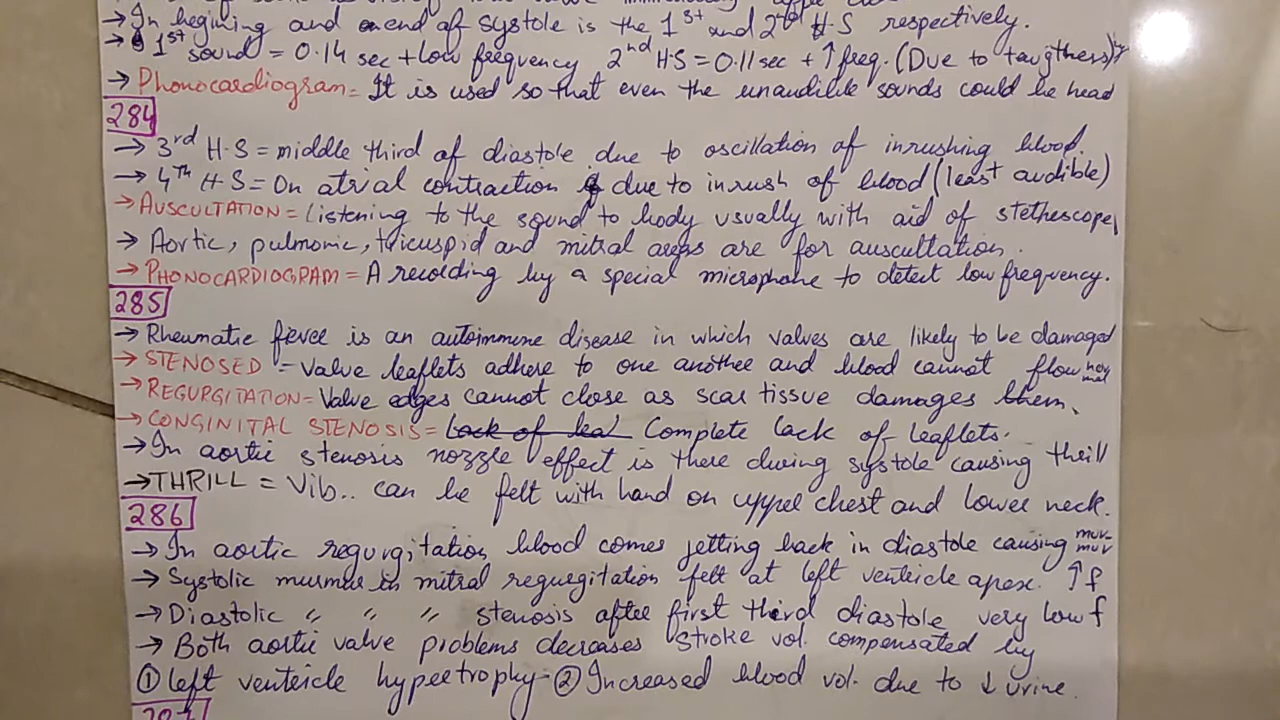 → In begining and end of systole is the 1st and 2nd H.S respectively.
→ 1st sound = 0.14 sec + low frequency 2nd H.S = 0.11 sec + ↑ freq. (Due to taughters)
→ Phonocardiogram = It is used so that even the unaudible sounds could be head
284
→ 3rd H.S = middle third of diastole due to oscillation of inrushing blood.
→ 4th H.S = On atrial contraction due to inrush of blood (least audible)
→ AUSCULTATION = Listening to the sound to body usually with aid of stethescope,
→ Aortic, pulmonic, tricuspid and mitral areas are for auscultation.
→ PHONOCARDIOGRAM = A recolding by a special microphone to detect low frequency.
285
→ Rheumatic fever is an autoimmune disease in which valves are likely to be damaged
→ STENOSED = Valve leaflets adhere to one another and blood cannot flow normal
→ REGURGITATION = Valve edges cannot close as scar tissue damages them.
→ CONGINITAL STENOSIS = Lack of leaf Complete lack of leaflets.
→ In aortic stenosis nozzle effect is there during systole causing thrill
→ THRILL = Vib.. can be felt with hand on upper chest and lower neck.
286
→ In aortic regurgitation blood comes jetting back in diastole causing murmur
→ Systolic murmur in mitral regurgitation felt at left ventricle apex. ↑ f
→ Diastolic " " " stenosis after first third diastole very low f
→ Both aortic valve problems decreases stroke vol. compensated by
① left ventricle hypertrophy - ② Increased blood vol. due to ↓ urine.